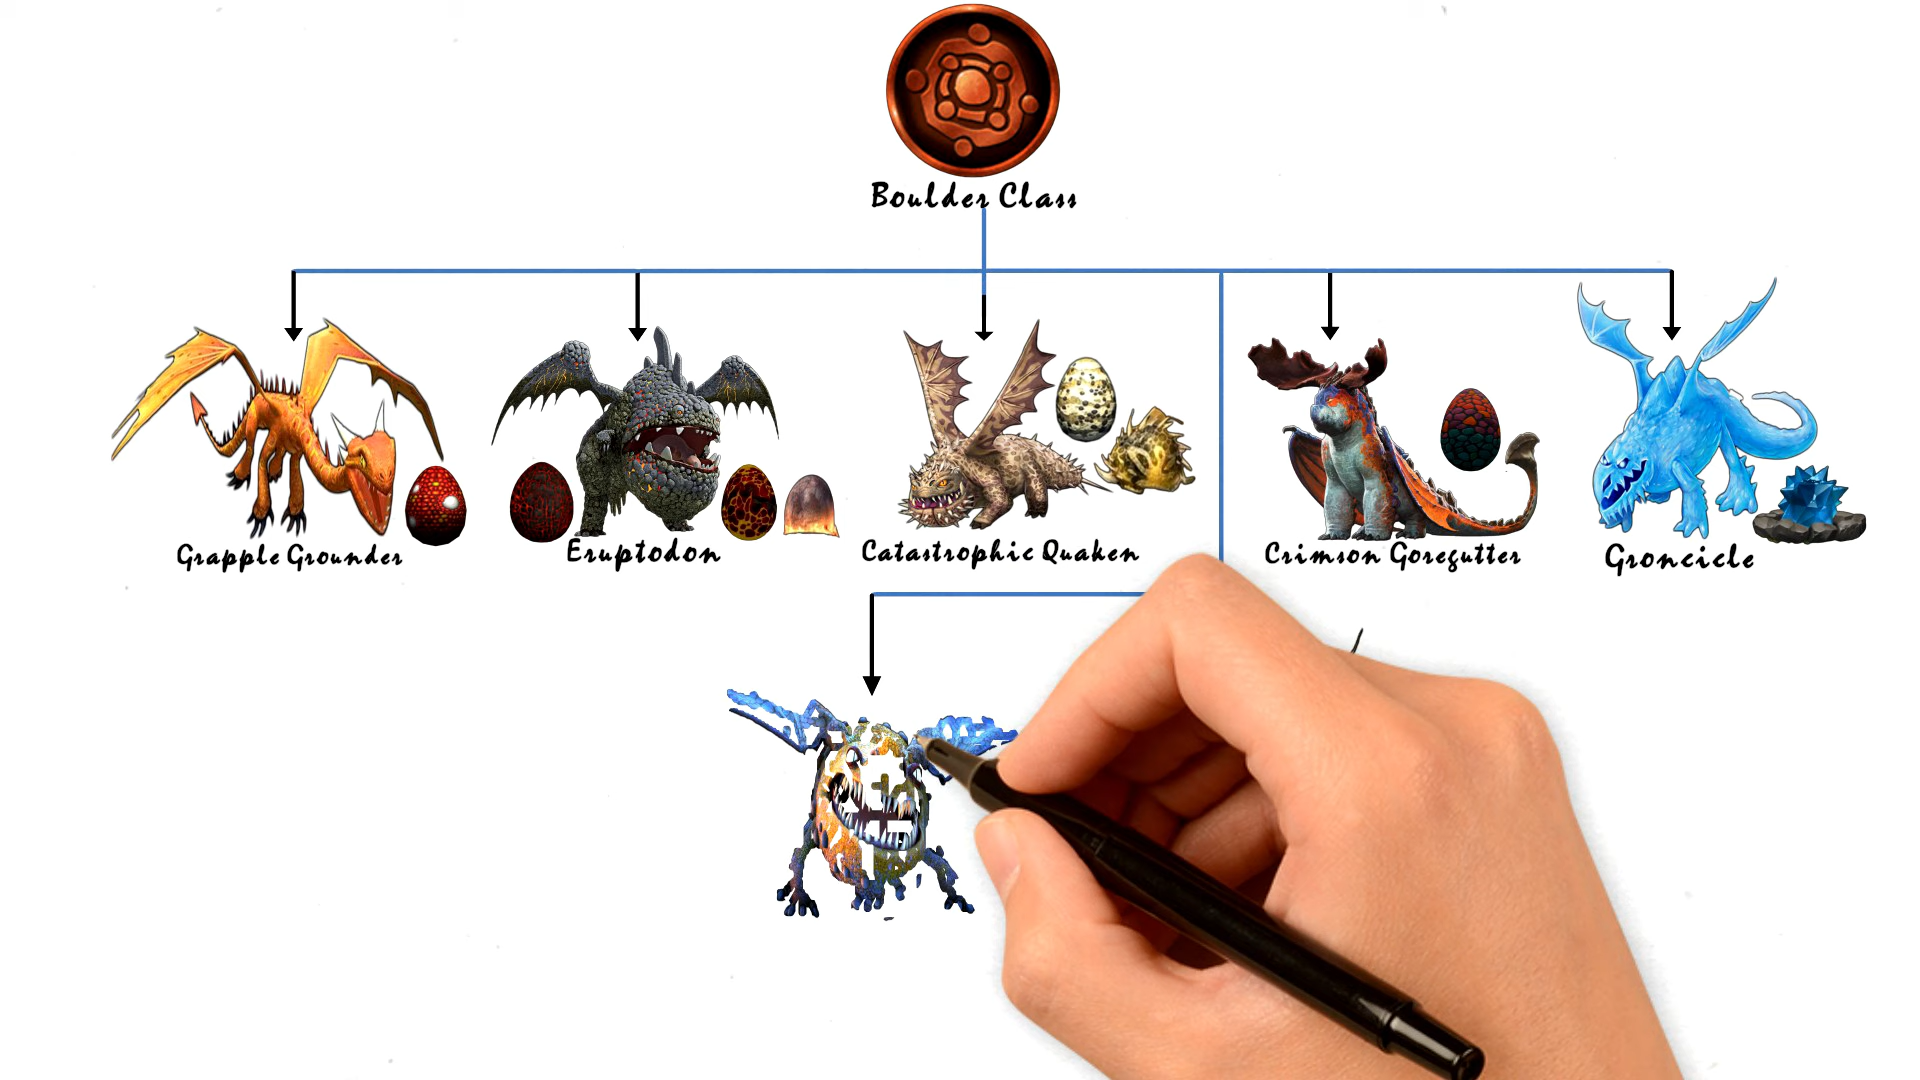 Boulder Class
Grapple Grounder
Eruptodon
Catastrophic Quaken
Crimson Goregutter
Groncicle